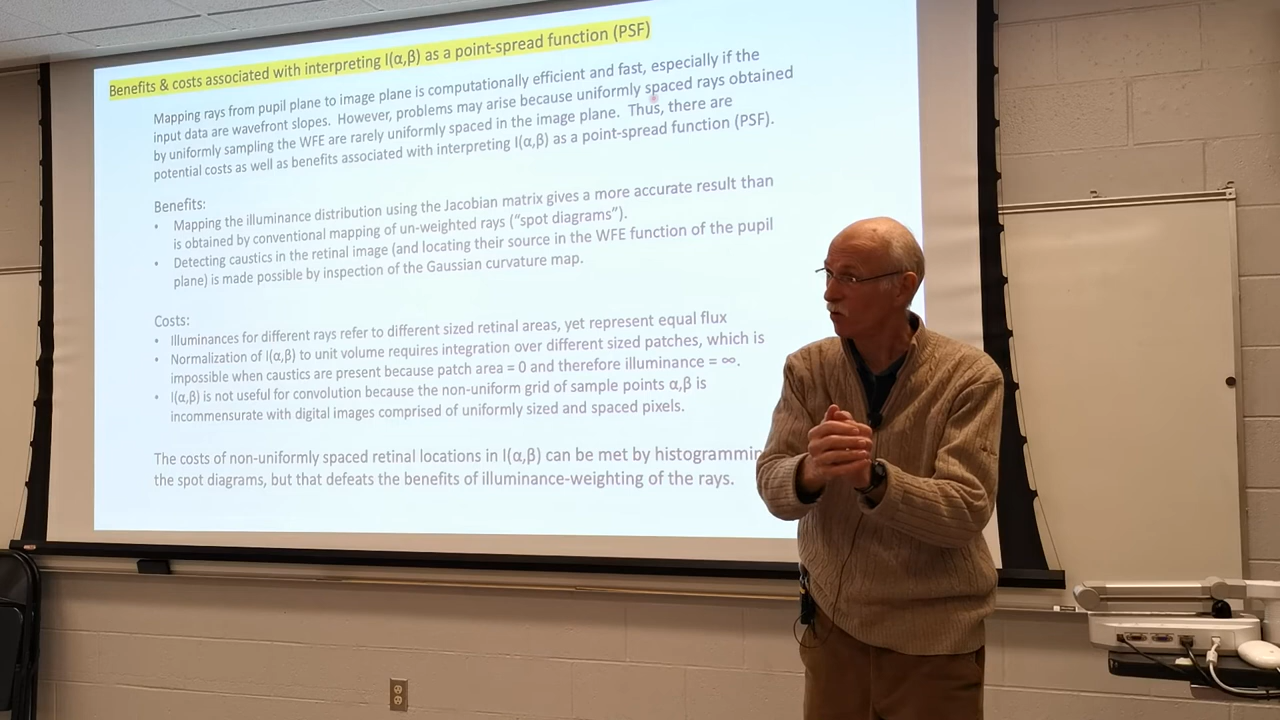 Benefits & costs associated with interpreting I(α,β) as a point-spread function (PSF)
Mapping rays from pupil plane to image plane is computationally efficient and fast, especially if the
input data are wavefront slopes. However, problems may arise because uniformly spaced rays obtained
by uniformly sampling the WFE are rarely uniformly spaced in the image plane. Thus, there are
potential costs as well as benefits associated with interpreting I(α,β) as a point-spread function (PSF).
Benefits:
• Mapping the illuminance distribution using the Jacobian matrix gives a more accurate result than
is obtained by conventional mapping of un-weighted rays (“spot diagrams”).
• Detecting caustics in the retinal image (and locating their source in the WFE function of the pupil
plane) is made possible by inspection of the Gaussian curvature map.
Costs:
• Illuminances for different rays refer to different sized retinal areas, yet represent equal flux
• Normalization of I(α,β) to unit volume requires integration over different sized patches, which is
impossible when caustics are present because patch area = 0 and therefore illuminance = ∞.
• I(α,β) is not useful for convolution because the non-uniform grid of sample points α,β is
incommensurate with digital images comprised of uniformly sized and spaced pixels.
The costs of non-uniformly spaced retinal locations in I(α,β) can be met by histogrammin
the spot diagrams, but that defeats the benefits of illuminance-weighting of the rays.